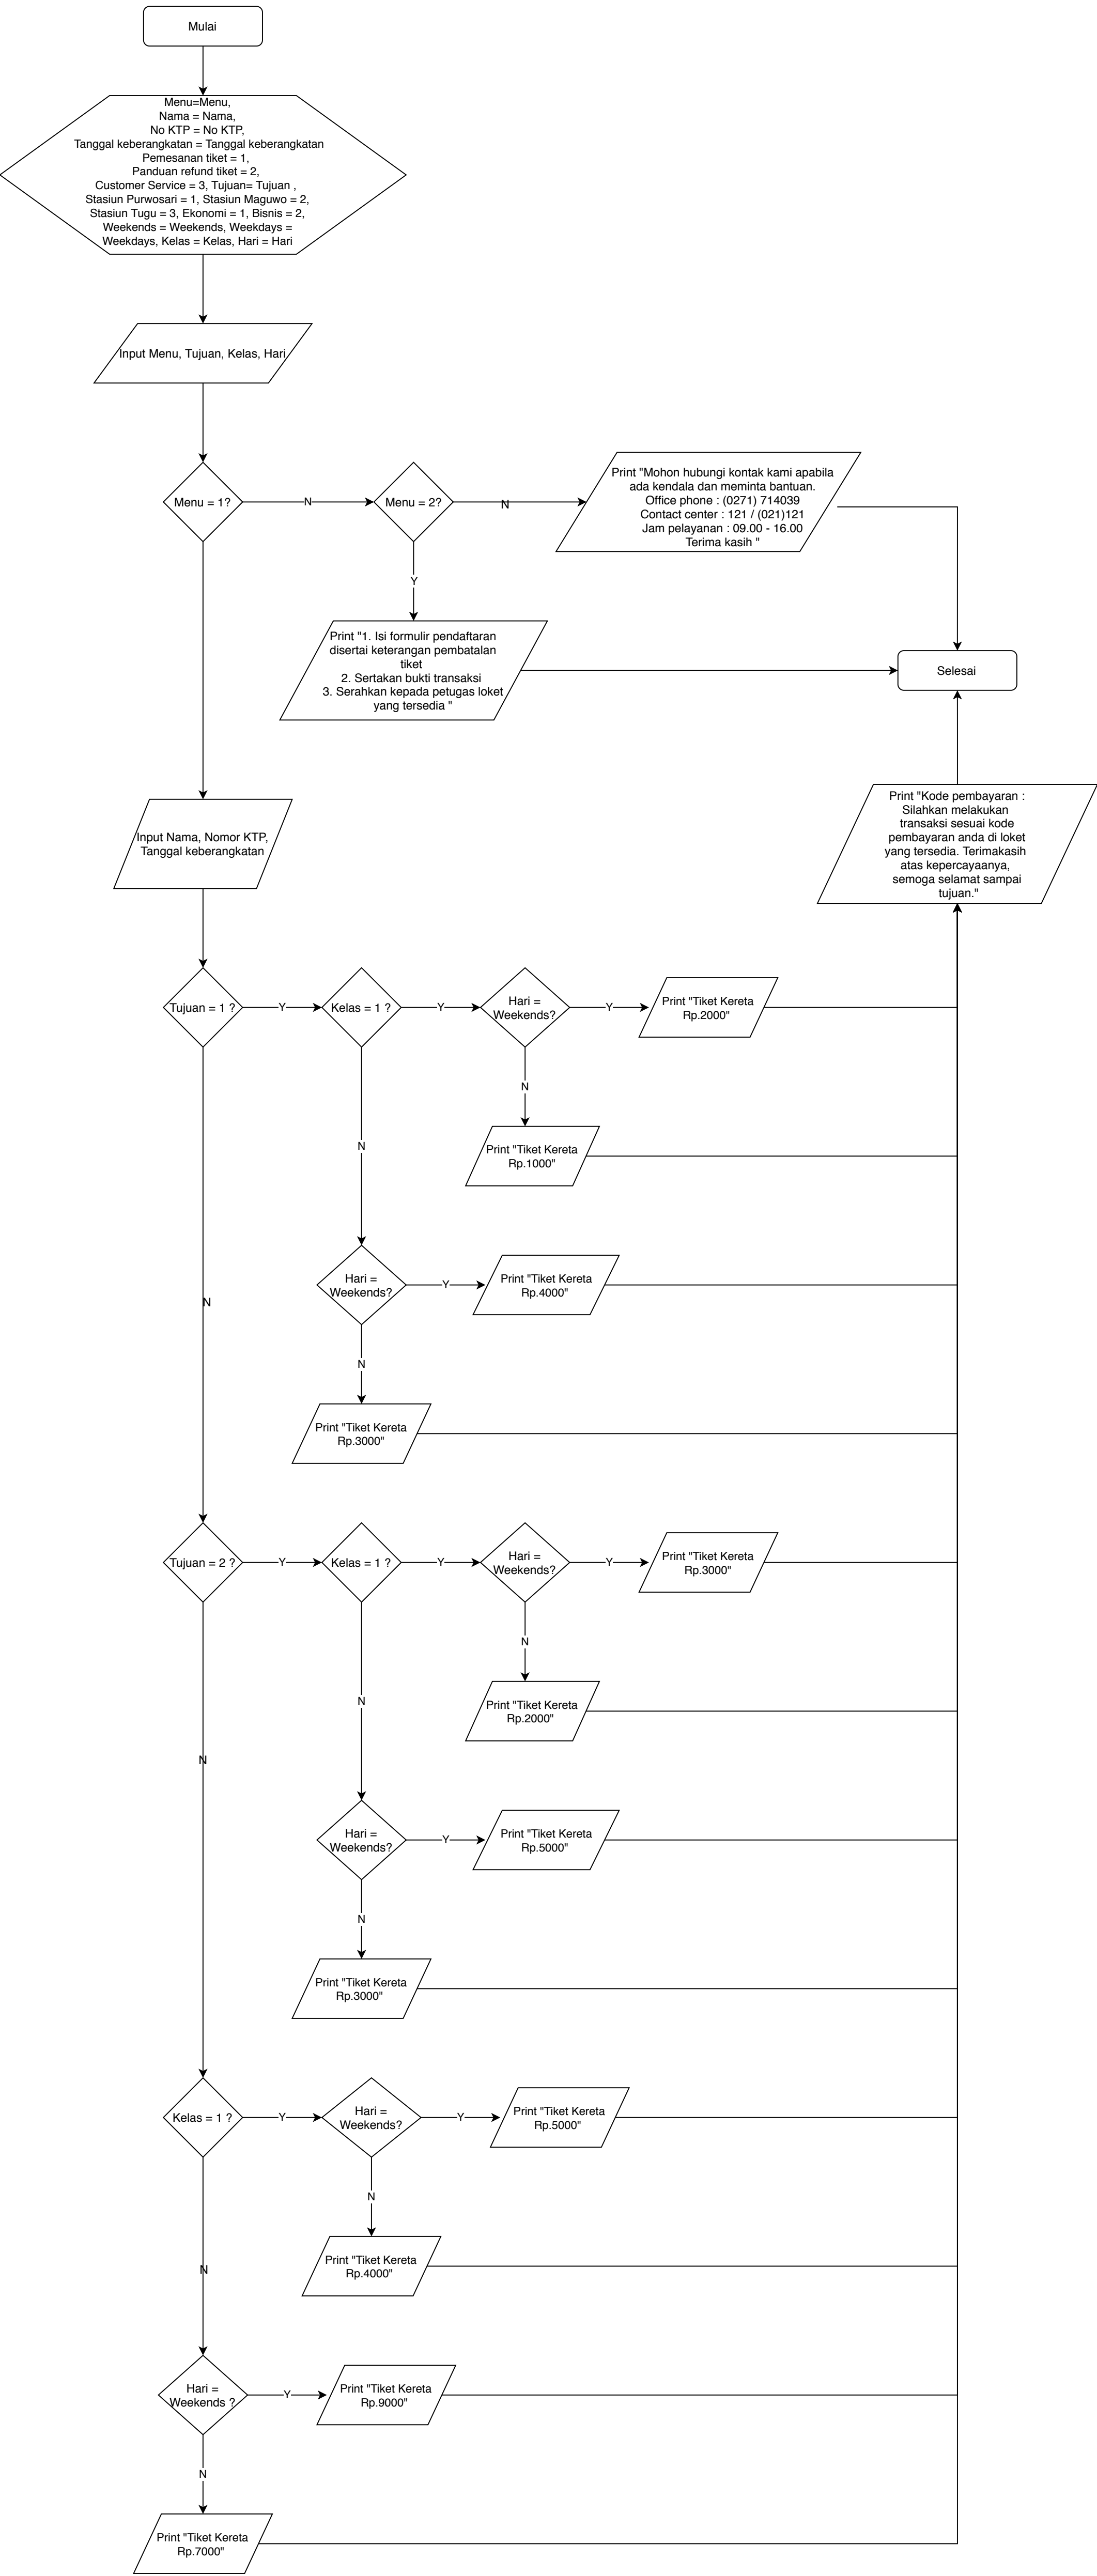 Mulai
Menu=Menu,
Nama = Nama,
No KTP = No KTP,
Tanggal keberangkatan = Tanggal keberangkatan
Pemesanan tiket = 1,
Panduan refund tiket = 2,
Customer Service = 3, Tujuan= Tujuan ,
Stasiun Purwosari = 1, Stasiun Maguwo = 2,
Stasiun Tugu = 3, Ekonomi = 1, Bisnis = 2,
Weekends = Weekends, Weekdays =
Weekdays, Kelas = Kelas, Hari = Hari
Input Menu, Tujuan, Kelas, Hari
Menu = 1?
N
Menu = 2?
N
Print "Mohon hubungi kontak kami apabila
ada kendala dan meminta bantuan.
Office phone : (0271) 714039
Contact center : 121 / (021)121
Jam pelayanan : 09.00 - 16.00
Terima kasih "
Y
Print "1. Isi formulir pendaftaran
disertai keterangan pembatalan
tiket
2. Sertakan bukti transaksi
3. Serahkan kepada petugas loket
yang tersedia "
Selesai
Print "Kode pembayaran :
Silahkan melakukan
transaksi sesuai kode
pembayaran anda di loket
yang tersedia. Terimakasih
atas kepercayaanya,
semoga selamat sampai
tujuan."
Input Nama, Nomor KTP,
Tanggal keberangkatan
Tujuan = 1 ?
Y
Kelas = 1 ?
Y
Hari =
Weekends?
Y
Print "Tiket Kereta
Rp.2000"
N
Print "Tiket Kereta
Rp.1000"
N
Hari =
Weekends?
Y
Print "Tiket Kereta
Rp.4000"
N
N
Print "Tiket Kereta
Rp.3000"
Tujuan = 2 ?
Y
Kelas = 1 ?
Y
Hari =
Weekends?
Y
Print "Tiket Kereta
Rp.3000"
N
Print "Tiket Kereta
Rp.2000"
N
N
Hari =
Weekends?
Y
Print "Tiket Kereta
Rp.5000"
N
Print "Tiket Kereta
Rp.3000"
Kelas = 1 ?
Y
Hari =
Weekends?
Y
Print "Tiket Kereta
Rp.5000"
N
Print "Tiket Kereta
Rp.4000"
N
Hari =
Weekends ?
Y
Print "Tiket Kereta
Rp.9000"
N
Print "Tiket Kereta
Rp.7000"